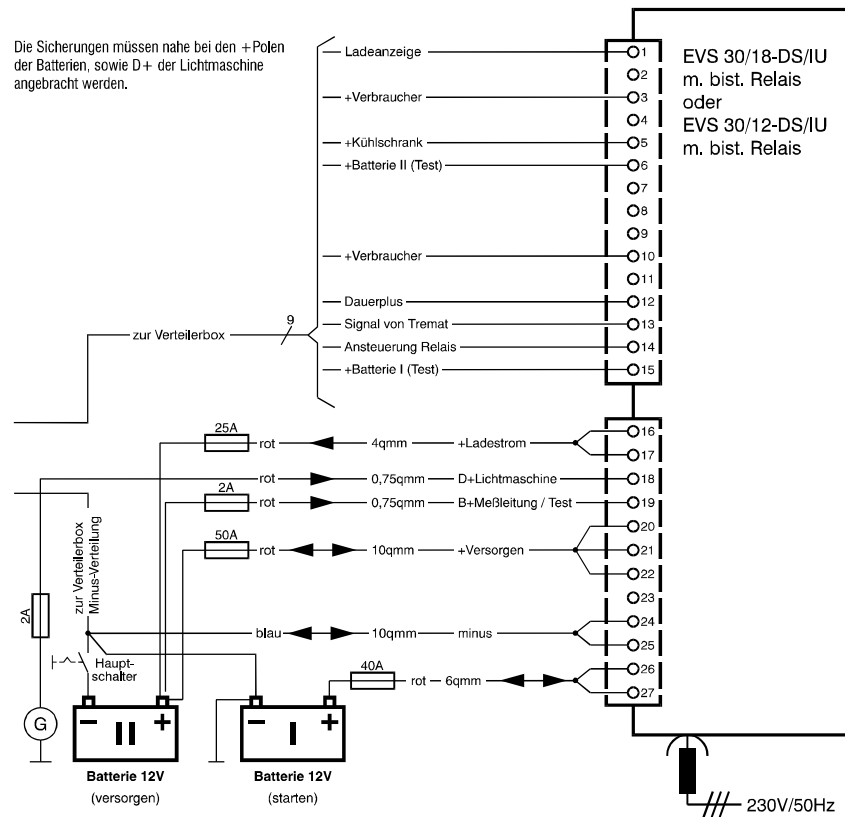 Die Sicherungen müssen nahe bei den +Polen
der Batterien, sowie D+ der Lichtmaschine
angebracht werden.
EVS 30/18-DS/IU
m. bist. Relais
oder
EVS 30/12-DS/IU
m. bist. Relais
Ladeanzeige 1
2
+Verbraucher 3
4
+Kühlschrank 5
+Batterie II (Test) 6
7
8
9
+Verbraucher 10
11
Dauerplus 12
Signal von Tremat 13
Ansteuerung Relais 14
+Batterie I (Test) 15
zur Verteilerbox 9
25A rot 4qmm +Ladestrom 16
17
rot 0,75qmm D+Lichtmaschine 18
2A rot 0,75qmm B+Meßleitung / Test 19
20
50A rot 10qmm +Versorgen 21
22
23
24
blau 10qmm minus
25
26
40A rot 6qmm
27
zur Verteilerbox
Minus-Verteilung
2A
Haupt-
schalter
G
– II +
– I +
Batterie 12V
(versorgen)
Batterie 12V
(starten)
230V/50Hz